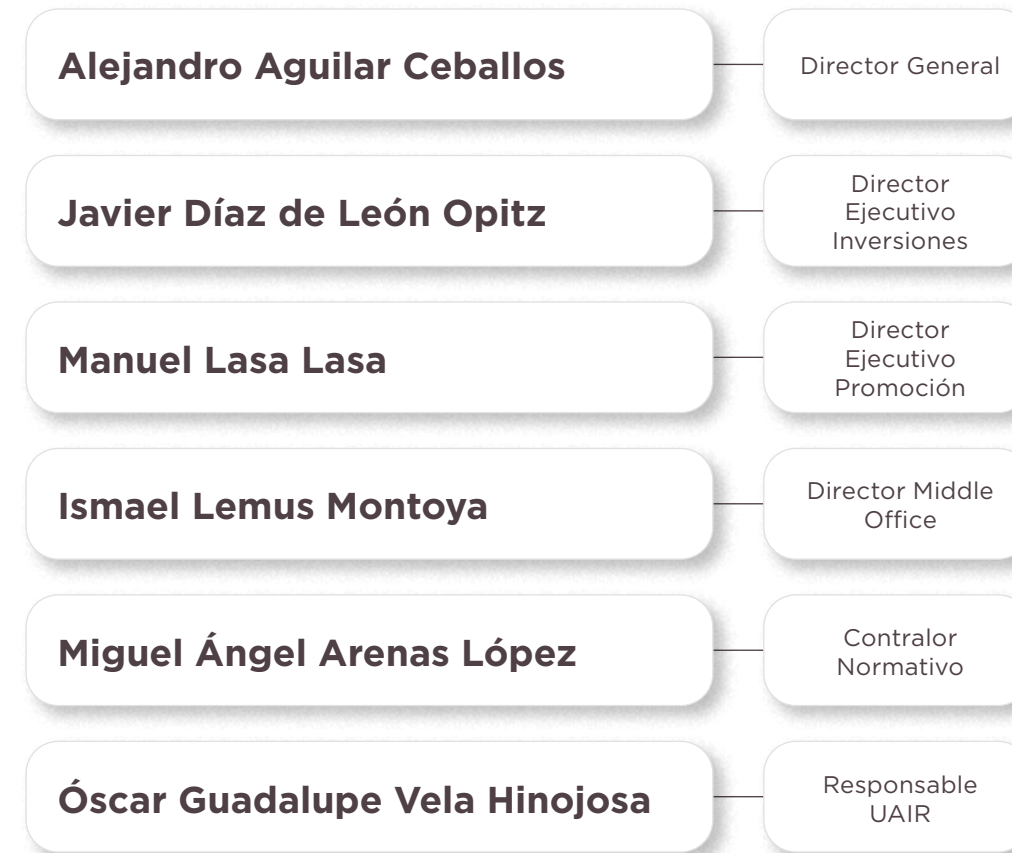 Alejandro Aguilar Ceballos
Director General
Javier Díaz de León Opitz
Director
Ejecutivo
Inversiones
Manuel Lasa Lasa
Director
Ejecutivo
Promoción
Ismael Lemus Montoya
Director Middle
Office
Miguel Ángel Arenas López
Contralor
Normativo
Óscar Guadalupe Vela Hinojosa
Responsable
UAIR